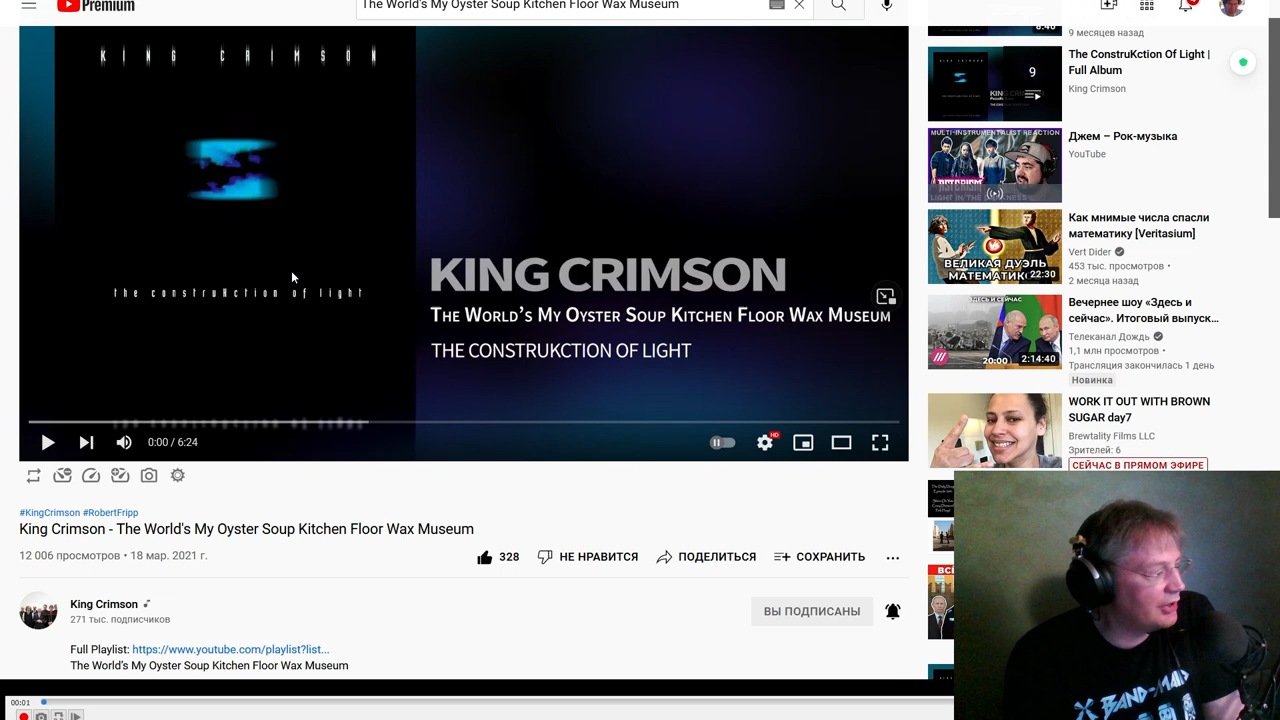 Premium
The World's My Oyster Soup Kitchen Floor Wax Museum
KING CRIMSON
the construKction of light
KING CRIMSON
The World's My Oyster Soup Kitchen Floor Wax Museum
THE CONSTRUKCTION OF LIGHT
0:00 / 6:24
HD
#KingCrimson #RobertFripp
King Crimson - The World's My Oyster Soup Kitchen Floor Wax Museum
12 006 просмотров • 18 мар. 2021 г.
328
НЕ НРАВИТСЯ
ПОДЕЛИТЬСЯ
СОХРАНИТЬ
King Crimson
271 тыс. подписчиков
ВЫ ПОДПИСАНЫ
Full Playlist: https://www.youtube.com/playlist?list...
The World's My Oyster Soup Kitchen Floor Wax Museum
00:01
9 месяцев назад
9
The ConstruKction Of Light |
Full Album
King Crimson
MULTI-INSTRUMENTALIST REACTION
Джем – Рок-музыка
YouTube
ВЕЛИКАЯ ДУЭЛЬ
МАТЕМАТИК
22:30
Как мнимые числа спасли
математику [Veritasium]
Vert Dider
453 тыс. просмотров •
2 месяца назад
ЗДЕСЬ И СЕЙЧАС
20:00
2:14:40
Вечернее шоу «Здесь и
сейчас». Итоговый выпуск...
Телеканал Дождь
1,1 млн просмотров •
Трансляция закончилась 1 день
Новинка
WORK IT OUT WITH BROWN
SUGAR day7
Brewtality Films LLC
Зрителей: 6
СЕЙЧАС В ПРЯМОМ ЭФИРЕ
BAND-MAID